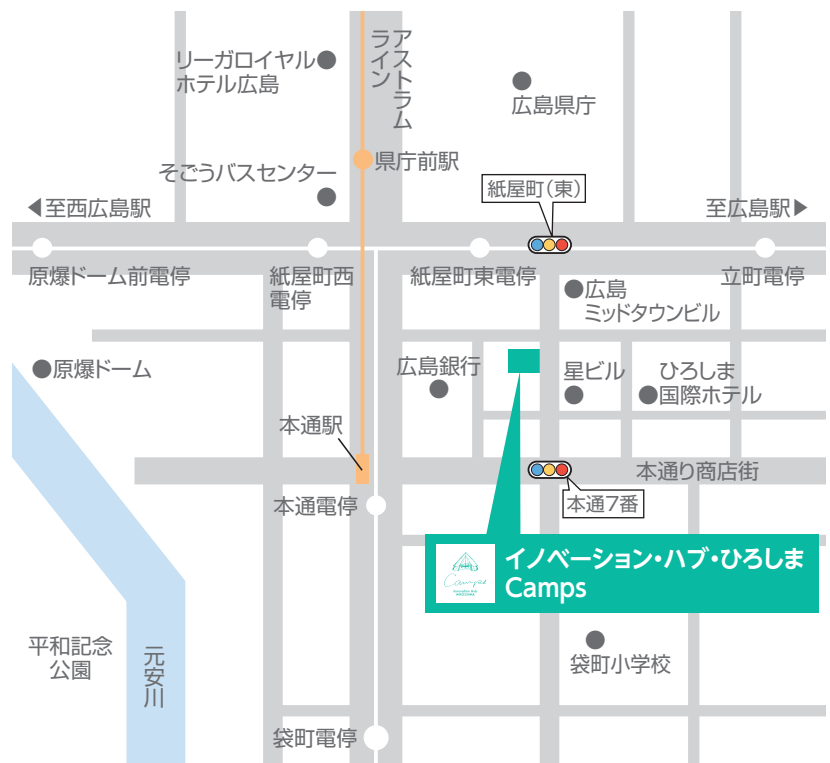 リーガロイヤル
ホテル広島
アストラム
ライン
広島県庁
県庁前駅
そごうバスセンター
紙屋町(東)
◀至西広島駅
至広島駅▶
原爆ドーム前電停
紙屋町西
電停
紙屋町東電停
立町電停
広島
ミッドタウンビル
原爆ドーム
広島銀行
星ビル
ひろしま
国際ホテル
本通駅
本通り商店街
本通電停
本通7番
イノベーション・ハブ・ひろしま
Camps
Camps
Innovation Hub
HIROSHIMA
平和記念
公園
元安川
袋町小学校
袋町電停